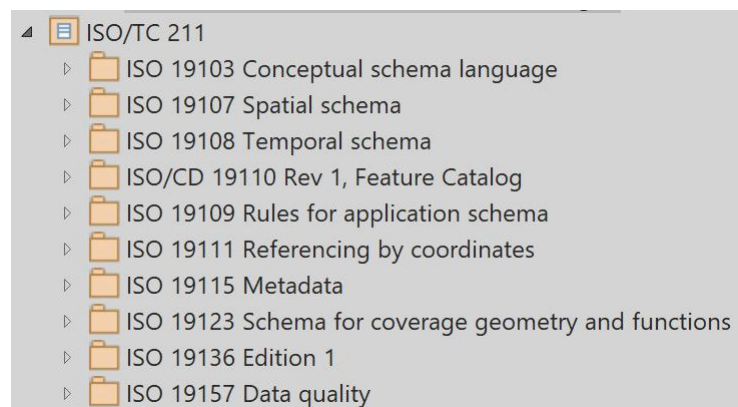 ISO/TC 211
ISO 19103 Conceptual schema language
ISO 19107 Spatial schema
ISO 19108 Temporal schema
ISO/CD 19110 Rev 1, Feature Catalog
ISO 19109 Rules for application schema
ISO 19111 Referencing by coordinates
ISO 19115 Metadata
ISO 19123 Schema for coverage geometry and functions
ISO 19136 Edition 1
ISO 19157 Data quality